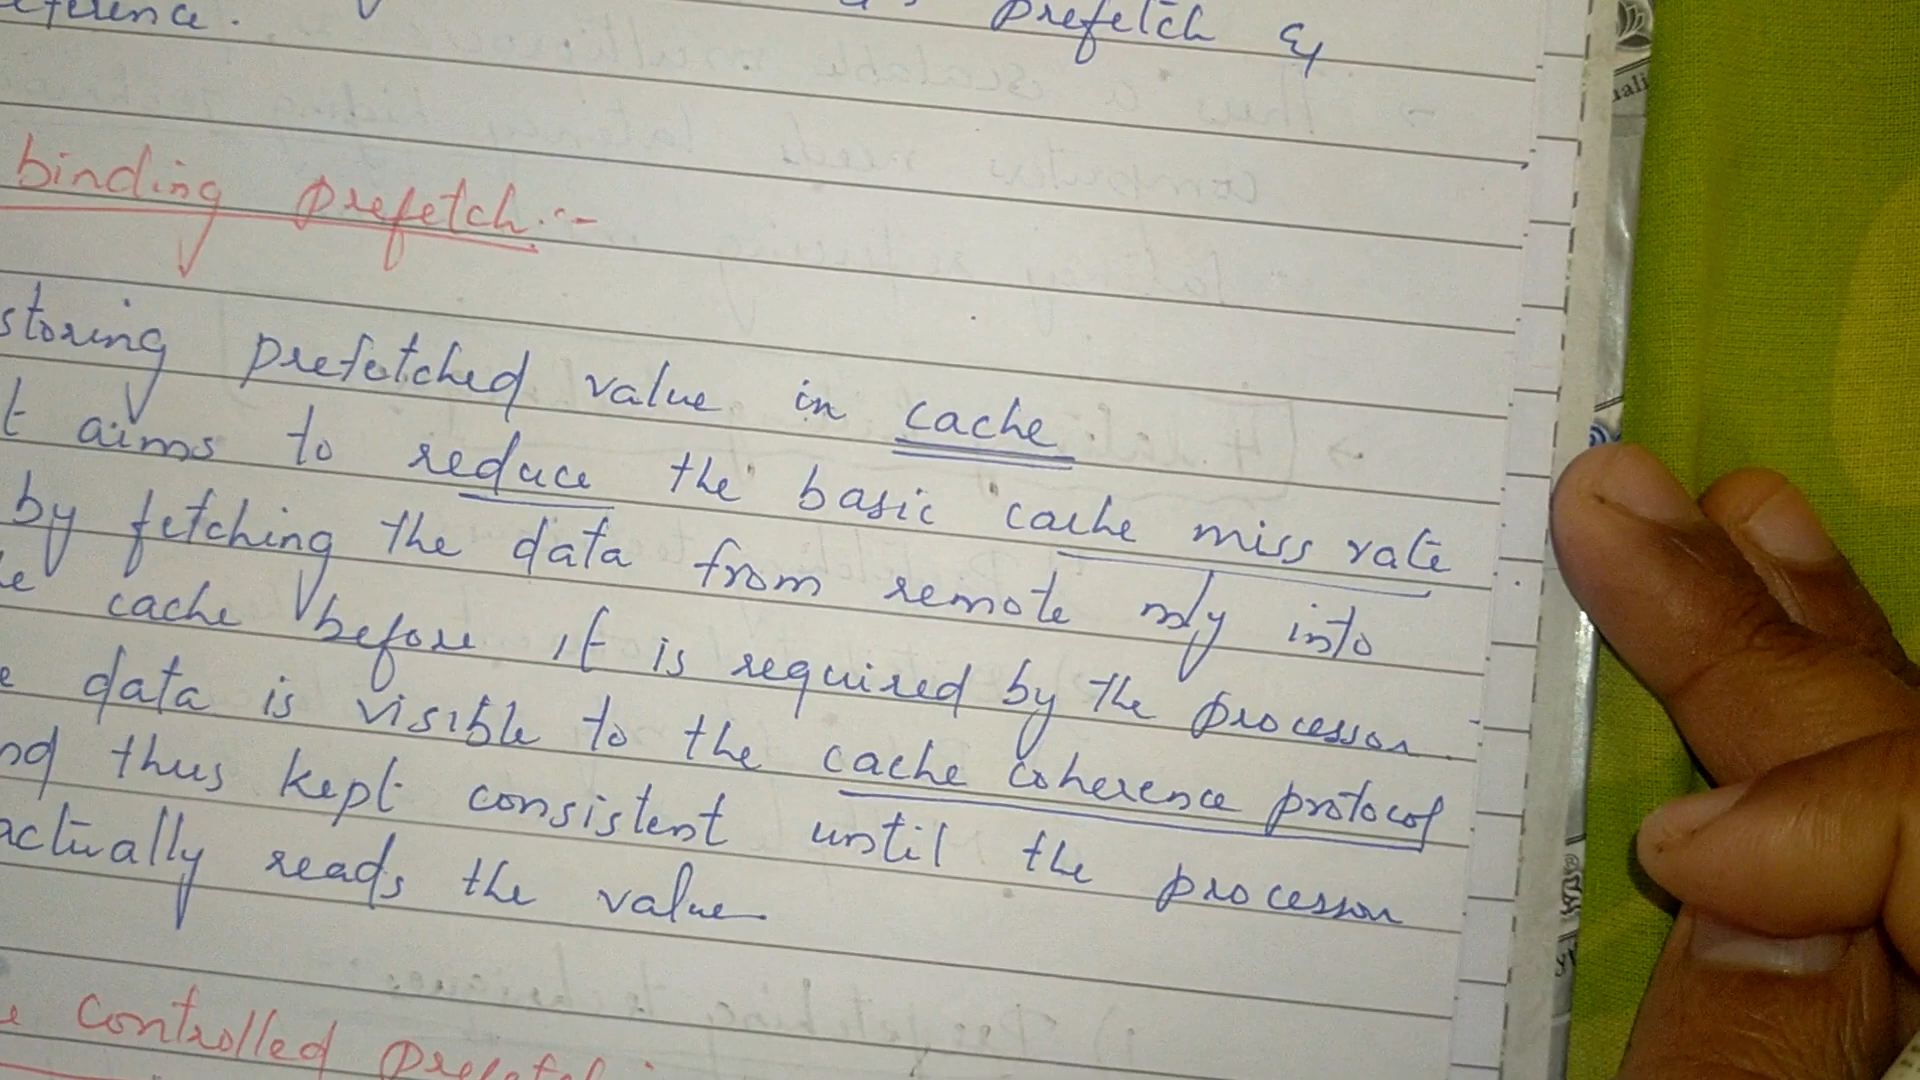 prefetch &
binding prefetch :-
storing prefetched value in cache
aims to reduce the basic cache miss rate
by fetching the data from remote mly into
cache before it is required by the processor
data is visible to the cache coherence protocol
thus kept consistent until the processor
actually reads the value
controlled